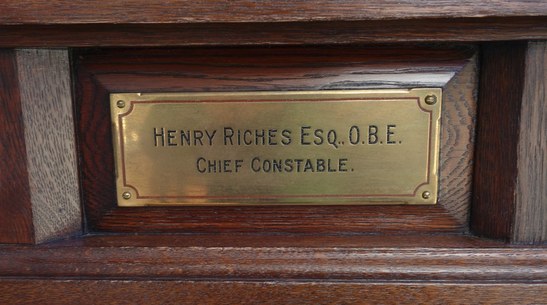 HENRY RICHES ESQ., O.B.E.
CHIEF CONSTABLE.